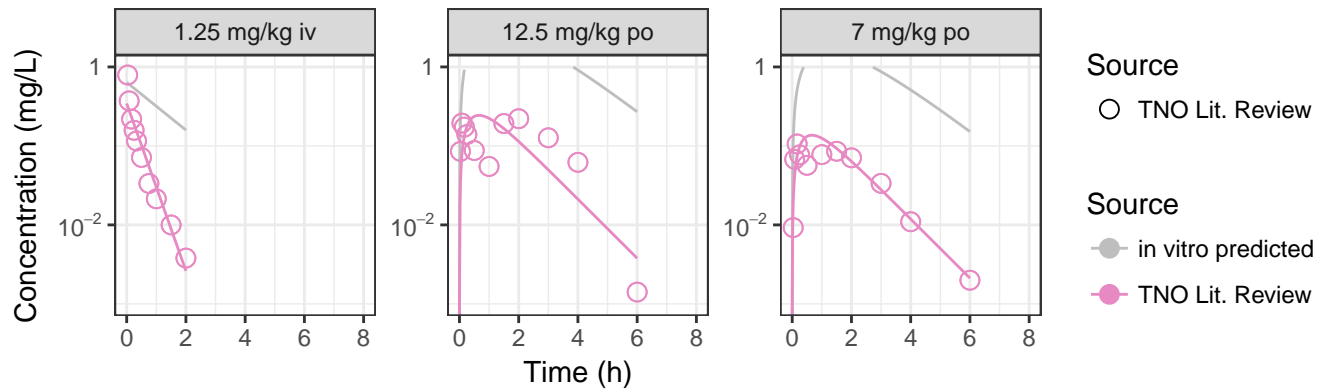 1.25 mg/kg iv
12.5 mg/kg po
7 mg/kg po
Concentration (mg/L)
1
10⁻²
1
10⁻²
1
10⁻²
0 2 4 6 8
0 2 4 6 8
0 2 4 6 8
Time (h)
Source
TNO Lit. Review
Source
in vitro predicted
TNO Lit. Review